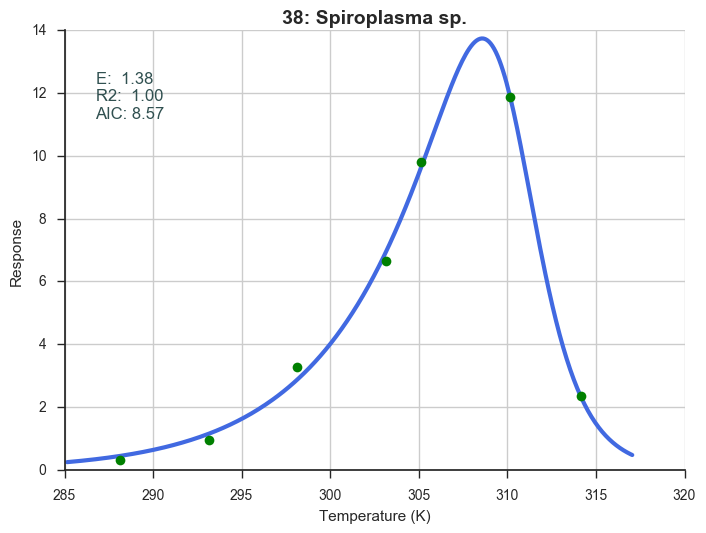 38: Spiroplasma sp.
E:  1.38
R2:  1.00
AIC: 8.57
Response
14
12
10
8
6
4
2
0
285 290 295 300 305 310 315 320
Temperature (K)